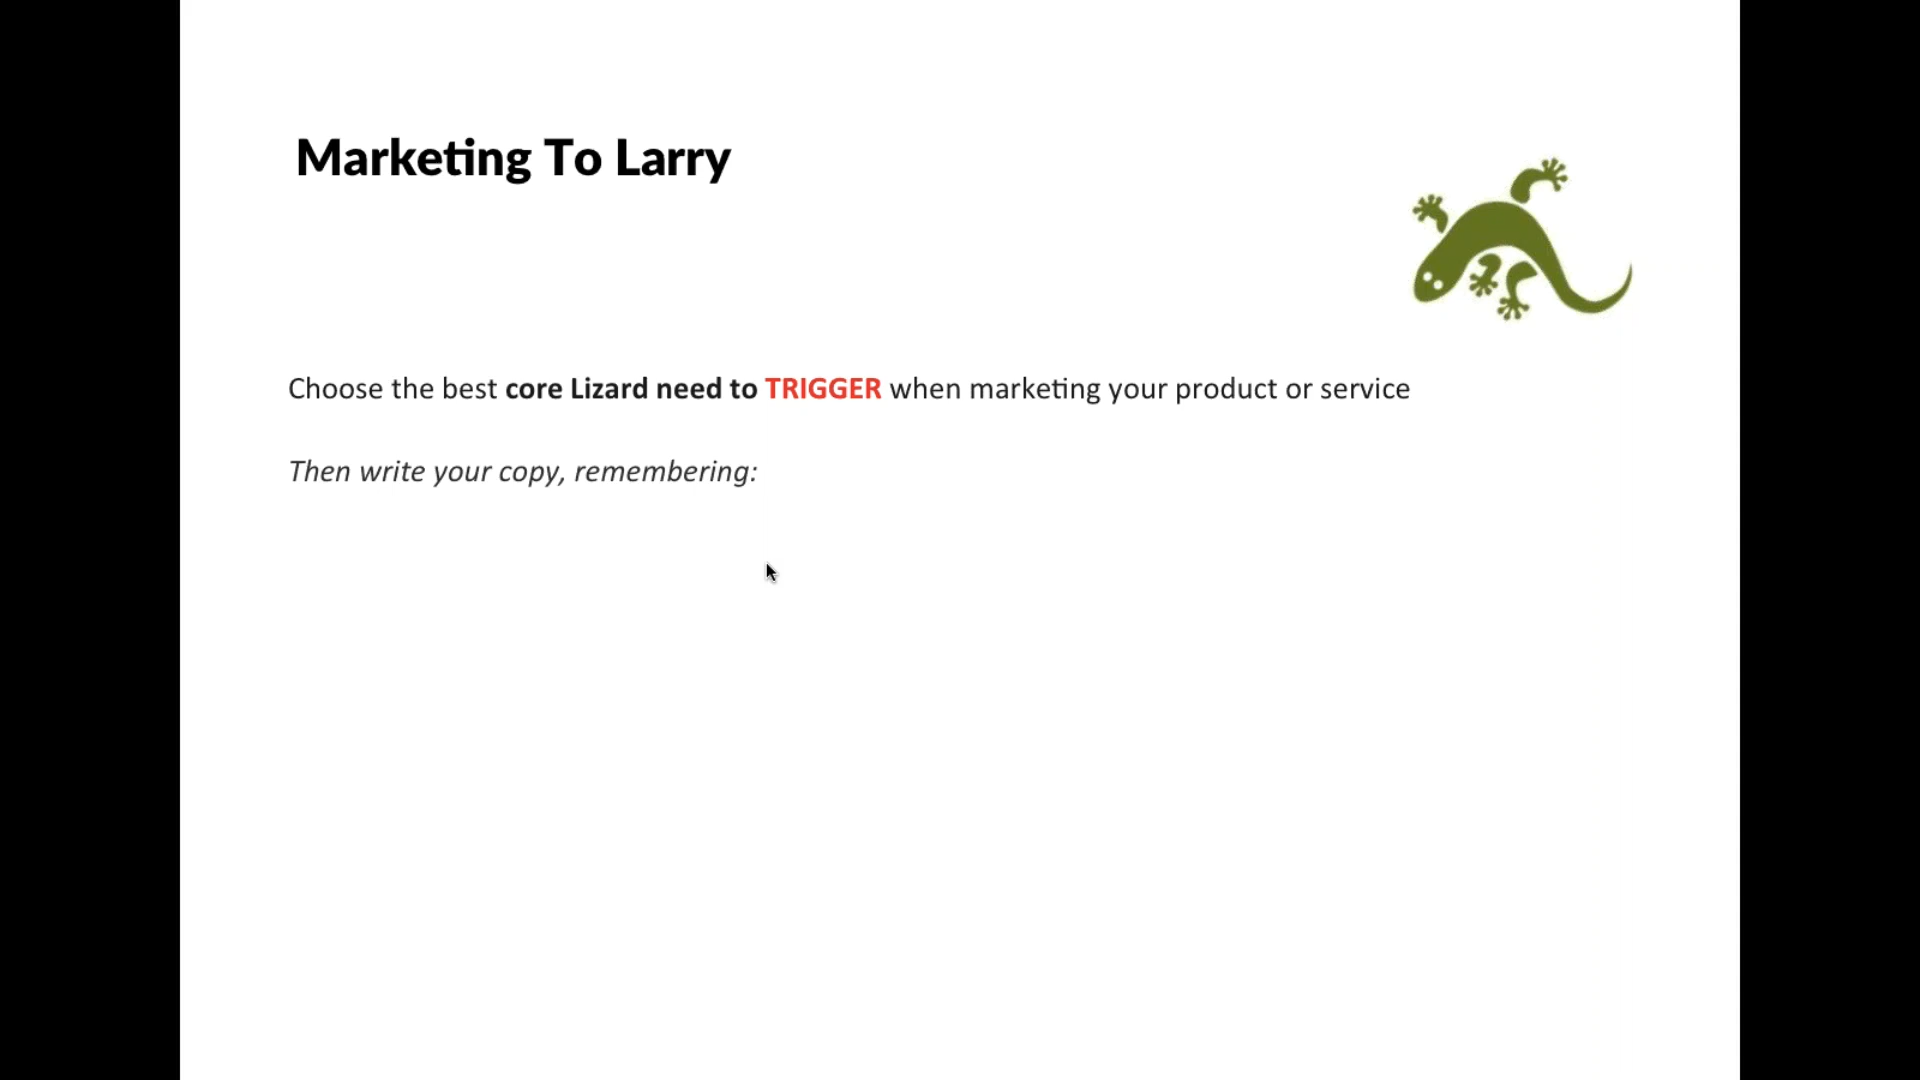 Marketing To Larry
Choose the best core Lizard need to TRIGGER when marketing your product or service
Then write your copy, remembering: